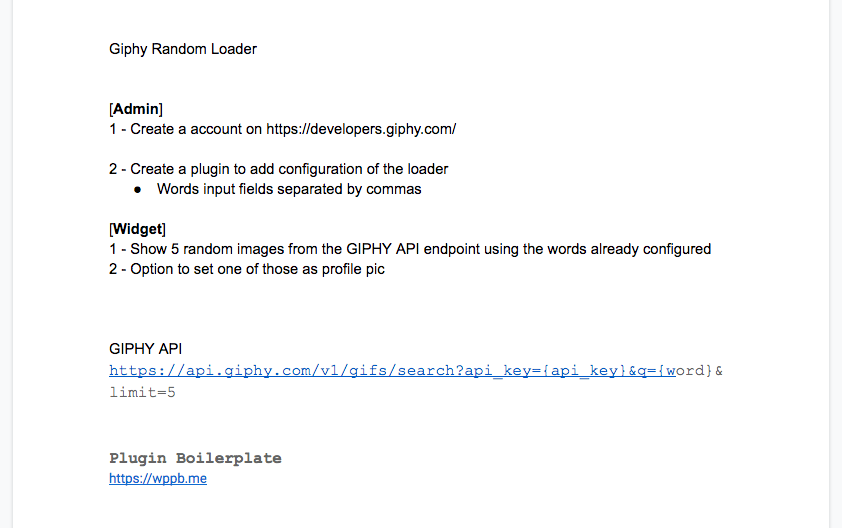 Giphy Random Loader
[Admin]
1 - Create a account on https://developers.giphy.com/
2 - Create a plugin to add configuration of the loader
● Words input fields separated by commas
[Widget]
1 - Show 5 random images from the GIPHY API endpoint using the words already configured
2 - Option to set one of those as profile pic
GIPHY API
https://api.giphy.com/v1/gifs/search?api_key={api_key}&q={word}&
limit=5
Plugin Boilerplate
https://wppb.me